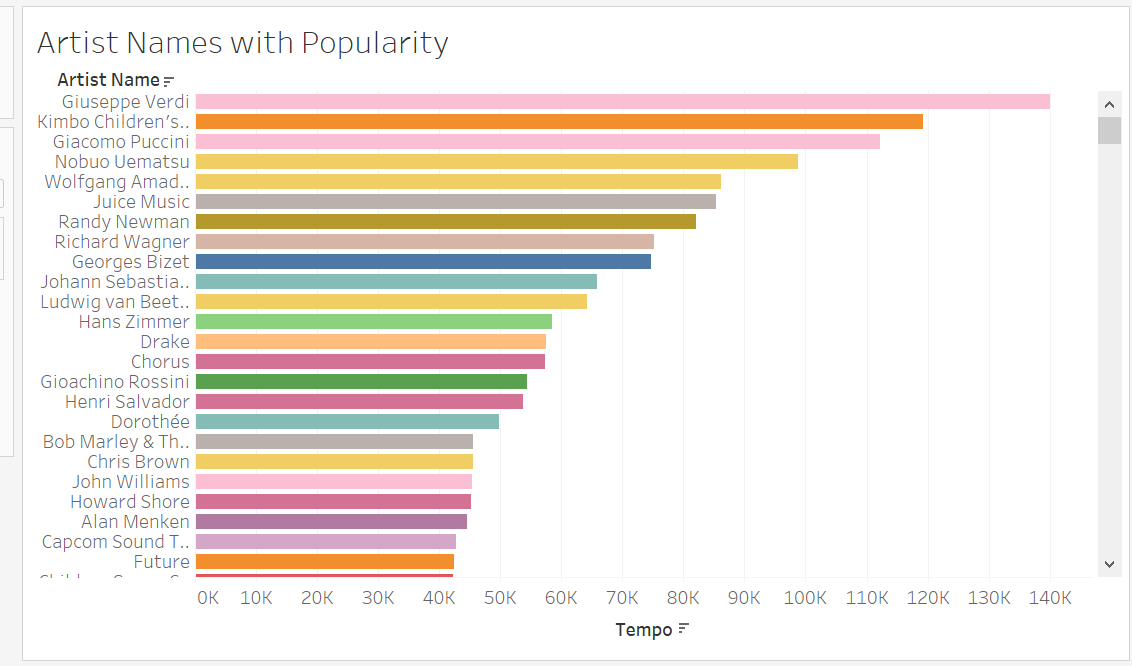 Artist Names with Popularity
Artist Name
Giuseppe Verdi
Kimbo Children's..
Giacomo Puccini
Nobuo Uematsu
Wolfgang Amad..
Juice Music
Randy Newman
Richard Wagner
Georges Bizet
Johann Sebastia..
Ludwig van Beet..
Hans Zimmer
Drake
Chorus
Gioachino Rossini
Henri Salvador
Dorothée
Bob Marley & Th..
Chris Brown
John Williams
Howard Shore
Alan Menken
Capcom Sound T..
Future
0K 10K 20K 30K 40K 50K 60K 70K 80K 90K 100K 110K 120K 130K 140K
Tempo